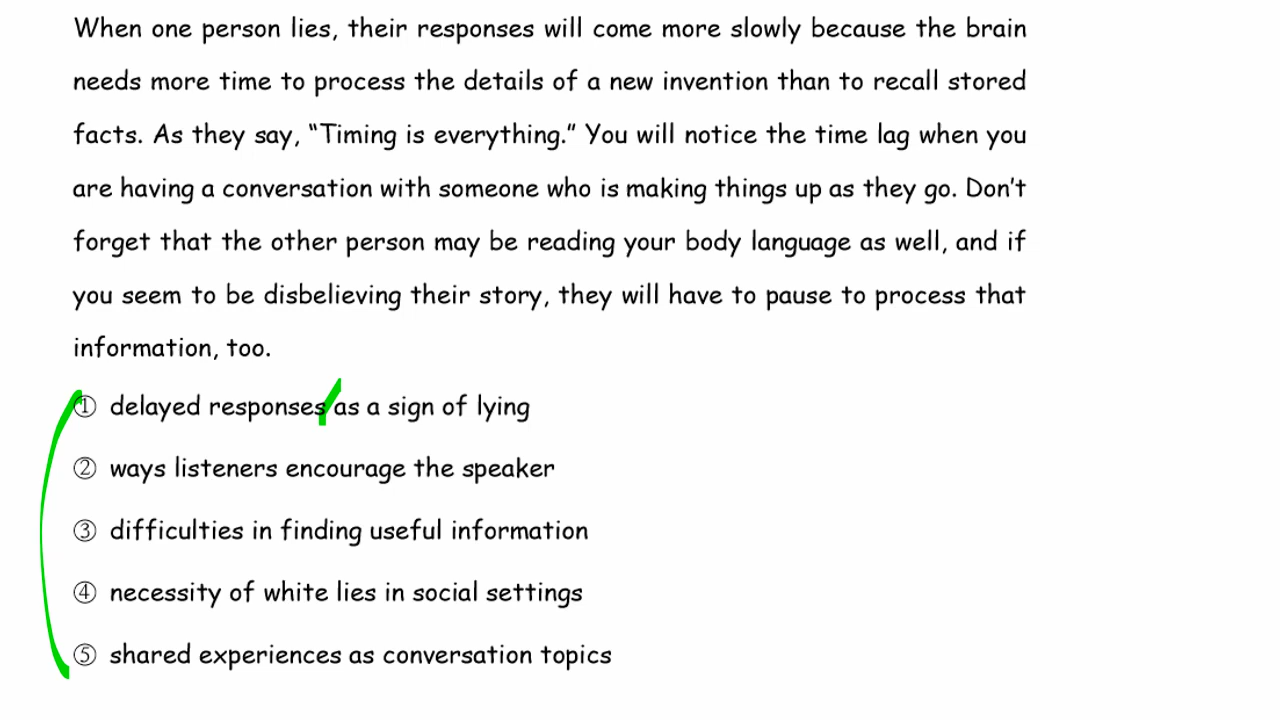 When one person lies, their responses will come more slowly because the brain
needs more time to process the details of a new invention than to recall stored
facts. As they say, “Timing is everything.” You will notice the time lag when you
are having a conversation with someone who is making things up as they go. Don’t
forget that the other person may be reading your body language as well, and if
you seem to be disbelieving their story, they will have to pause to process that
information, too.
① delayed responses as a sign of lying
② ways listeners encourage the speaker
③ difficulties in finding useful information
④ necessity of white lies in social settings
⑤ shared experiences as conversation topics